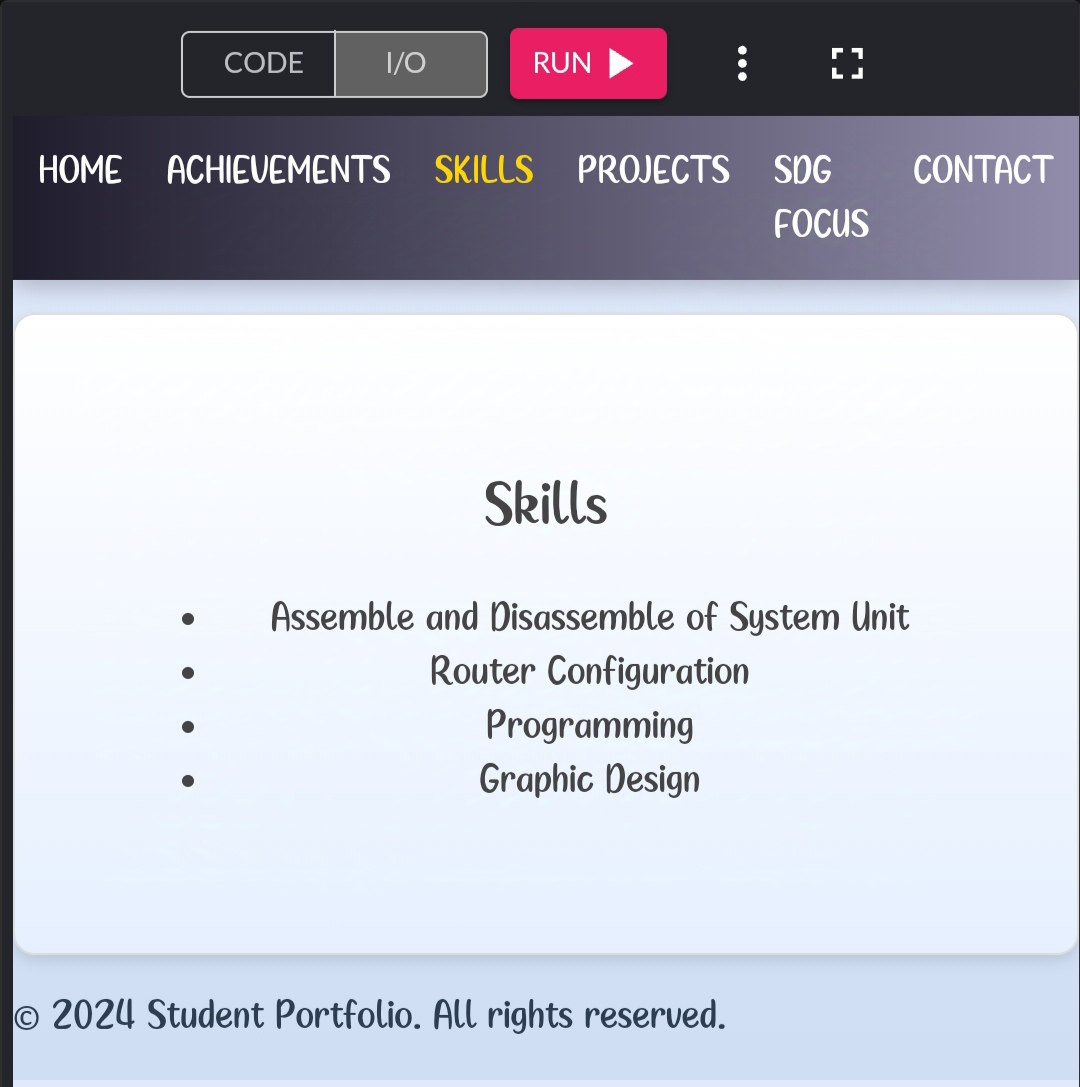 CODE I/O RUN
HOME ACHIEVEMENTS SKILLS PROJECTS SDG FOCUS CONTACT
Skills
• Assemble and Disassemble of System Unit
• Router Configuration
• Programming
• Graphic Design
© 2024 Student Portfolio. All rights reserved.